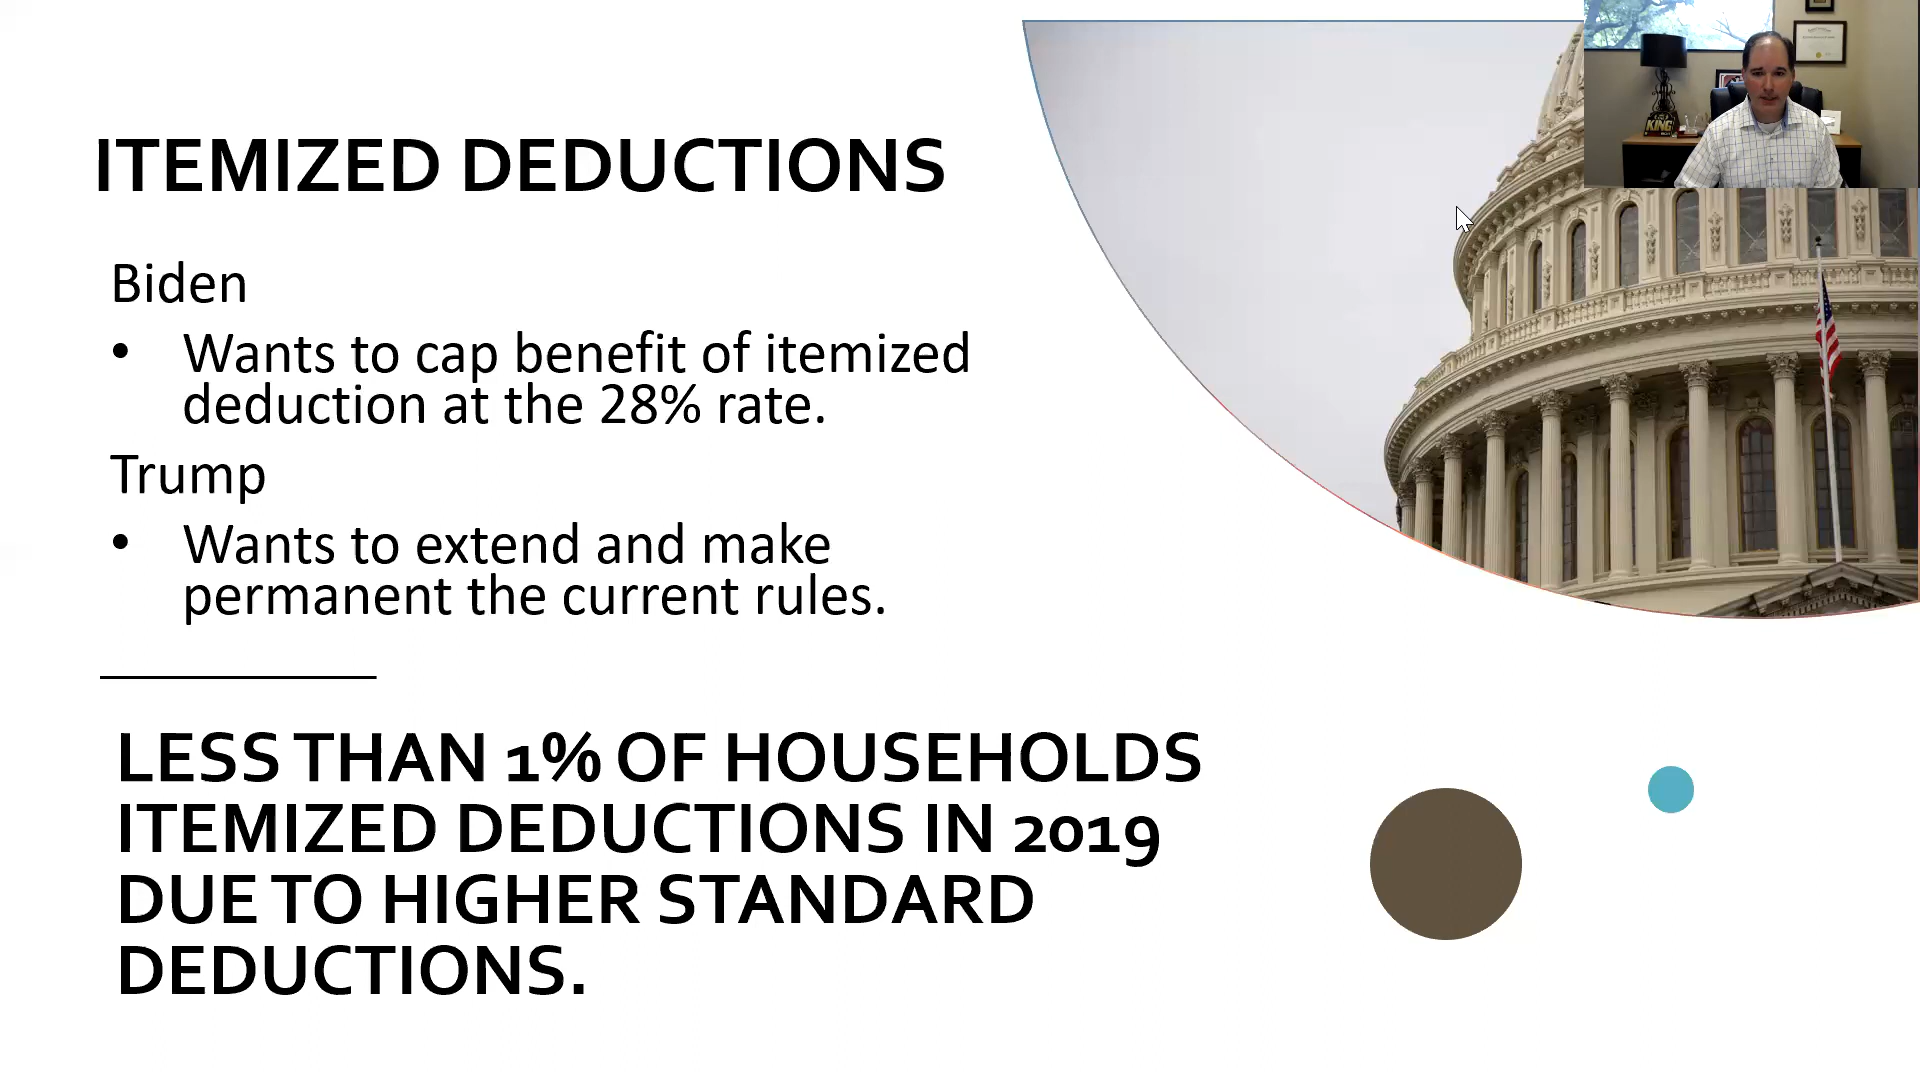 ITEMIZED DEDUCTIONS
Biden
• Wants to cap benefit of itemized
deduction at the 28% rate.
Trump
• Wants to extend and make
permanent the current rules.
LESS THAN 1% OF HOUSEHOLDS
ITEMIZED DEDUCTIONS IN 2019
DUE TO HIGHER STANDARD
DEDUCTIONS.
KING